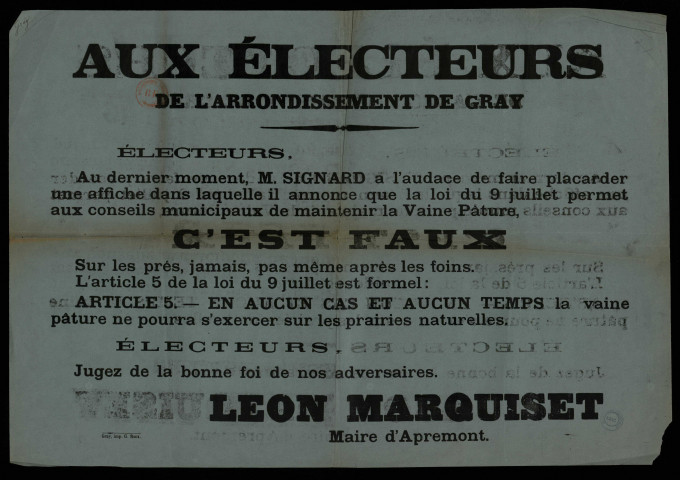 AUX ÉLECTEURS
DE L'ARRONDISSEMENT DE GRAY
ÉLECTEURS,
Au dernier moment, M. SIGNARD a l'audace de faire placarder
une affiche dans laquelle il annonce que la loi du 9 juillet permet
aux conseils municipaux de maintenir la Vaine Pâture,
C'EST FAUX
Sur les prés, jamais, pas même après les foins.
L'article 5 de la loi du 9 juillet est formel:
ARTICLE 5.— EN AUCUN CAS ET AUCUN TEMPS la vaine
pâture ne pourra s'exercer sur les prairies naturelles.
ÉLECTEURS,
Jugez de la bonne foi de nos adversaires.
LEON MARQUISET
Maire d'Apremont.